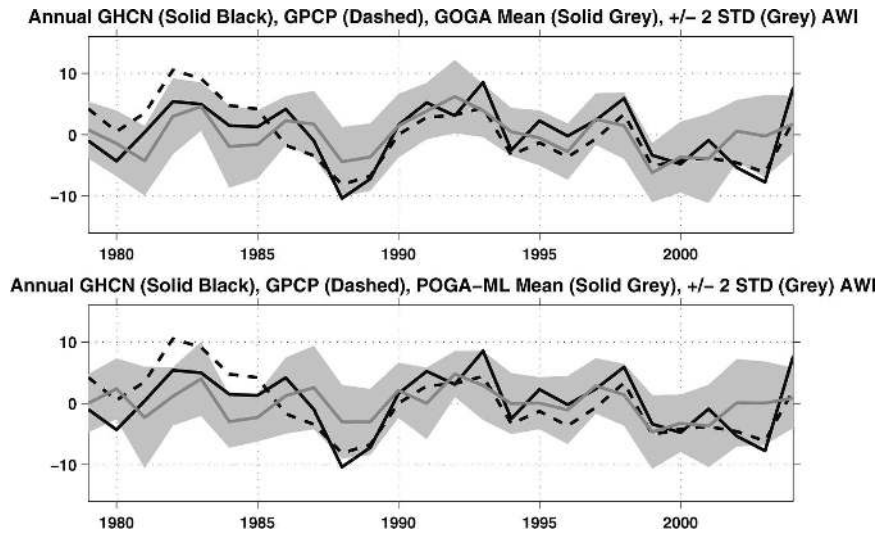 Annual GHCN (Solid Black), GPCP (Dashed), GOGA Mean (Solid Grey), +/− 2 STD (Grey) AWI
10
0
−10
1980 1985 1990 1995 2000
Annual GHCN (Solid Black), GPCP (Dashed), POGA−ML Mean (Solid Grey), +/− 2 STD (Grey) AWI
10
0
−10
1980 1985 1990 1995 2000